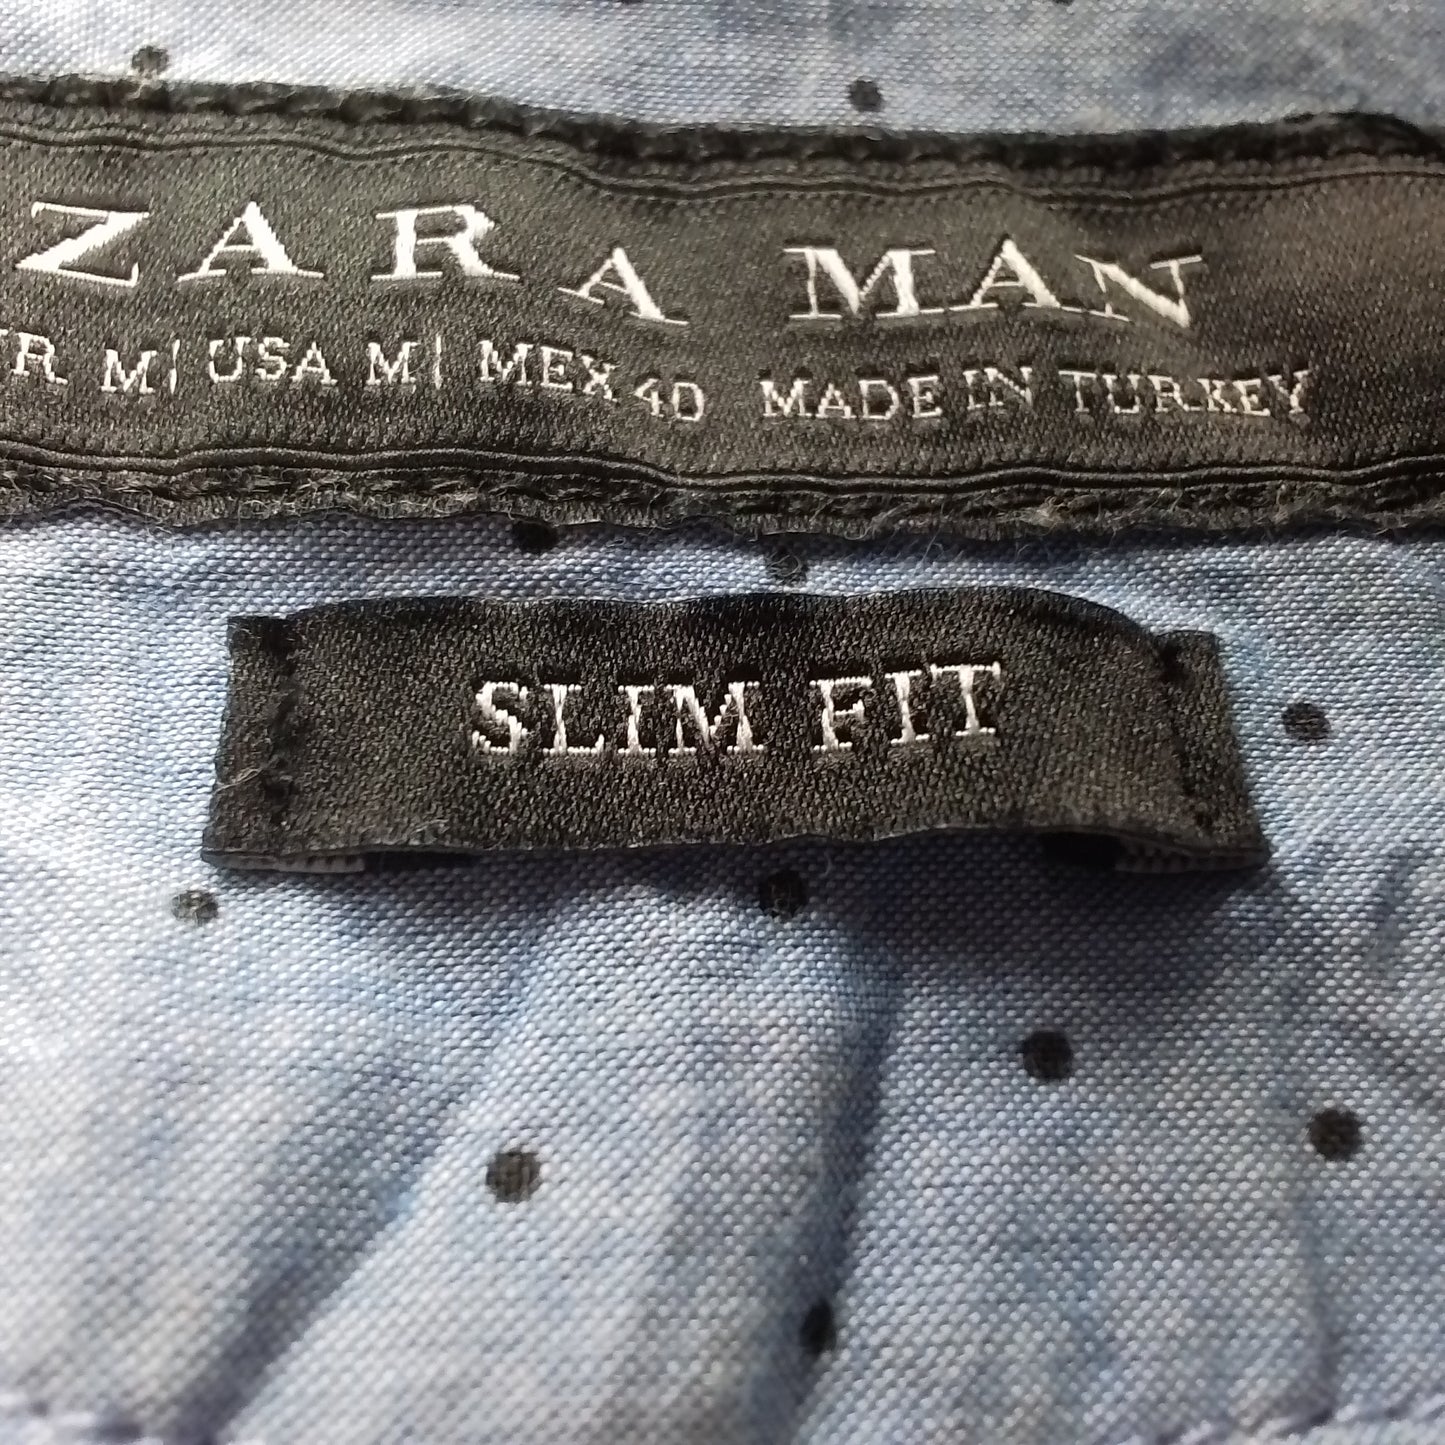 ZARA MAN
R M | USA M | MEX 40 MADE IN TURKEY
SLIM FIT